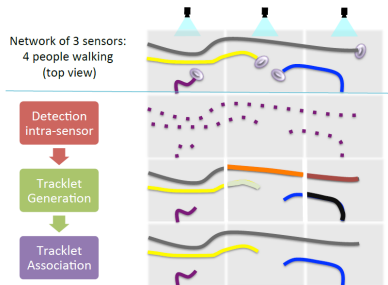 Network of 3 sensors:
4 people walking
(top view)
Detection
intra-sensor
Tracklet
Generation
Tracklet
Association